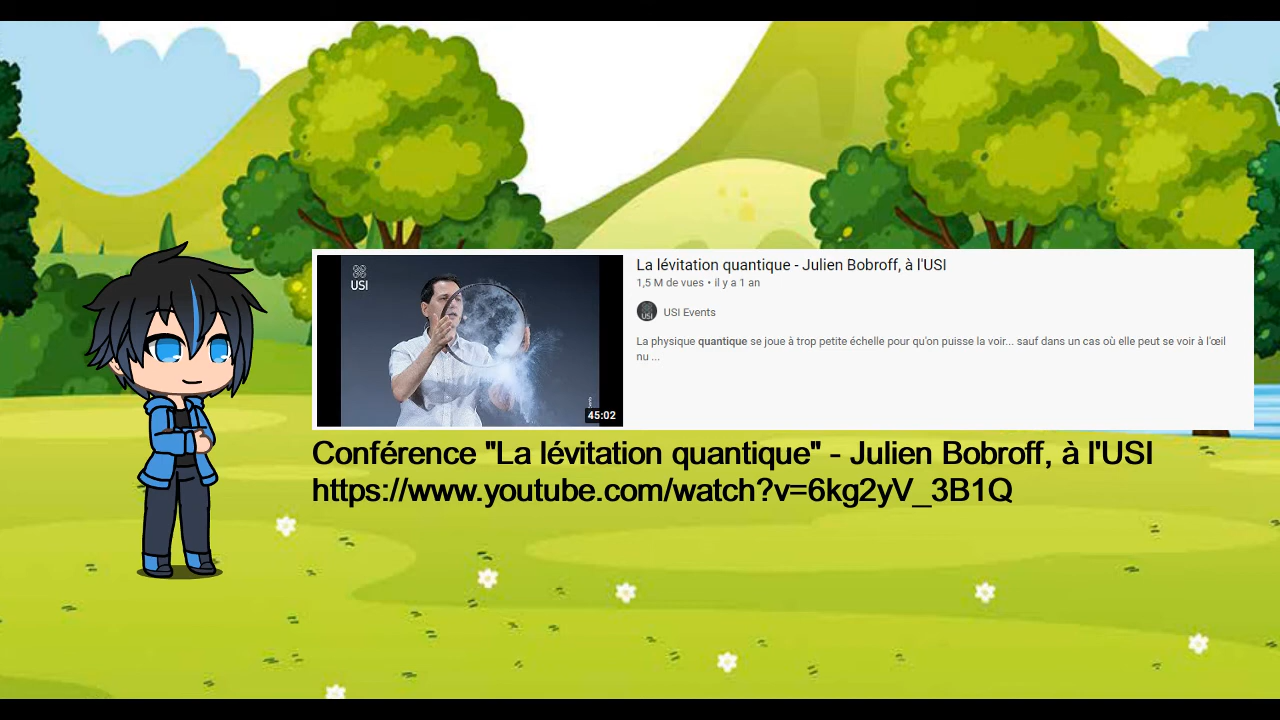 USI
45:02
La lévitation quantique - Julien Bobroff, à l'USI
1,5 M de vues • il y a 1 an
USI Events
La physique quantique se joue à trop petite échelle pour qu'on puisse la voir... sauf dans un cas où elle peut se voir à l'œil
nu ...
Conférence "La lévitation quantique" - Julien Bobroff, à l'USI
https://www.youtube.com/watch?v=6kg2yV_3B1Q